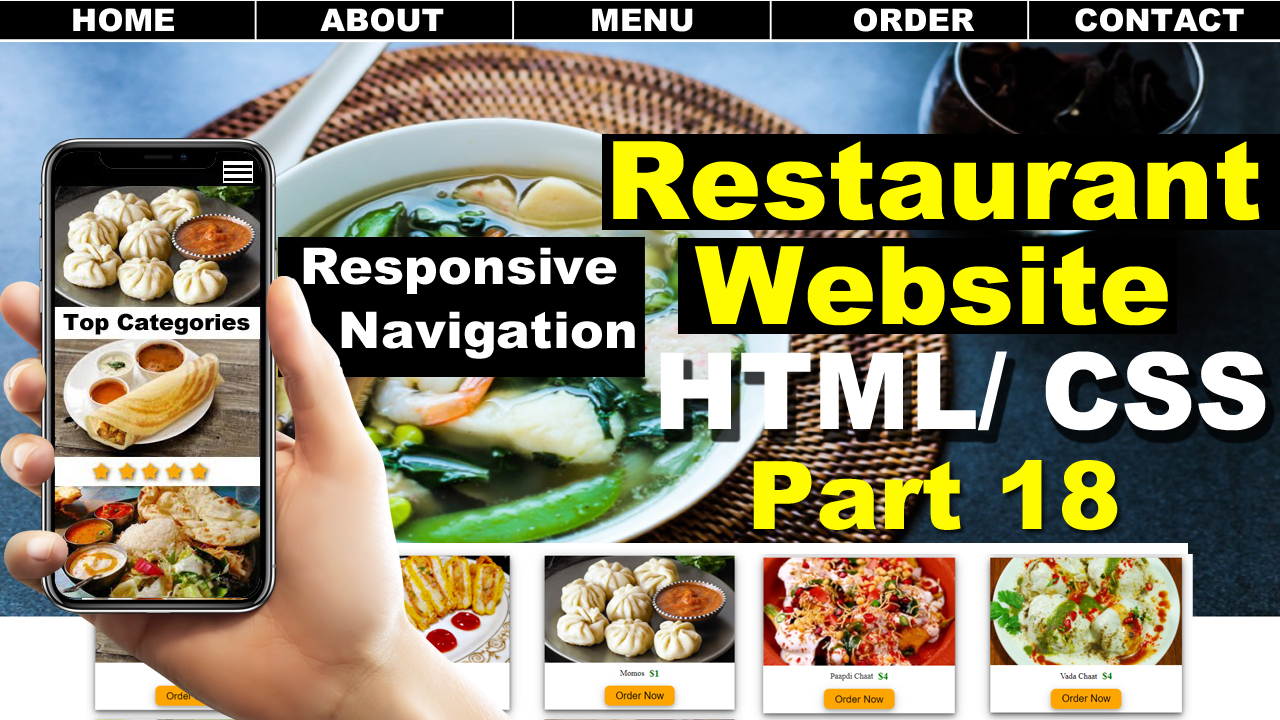 HOME ABOUT MENU ORDER CONTACT
Restaurant
Website
HTML/ CSS
Part 18
Responsive
Navigation
Top Categories
Momos $1
Paapdi Chaat $4
Vada Chaat $4
Order
Order Now
Order Now
Order Now